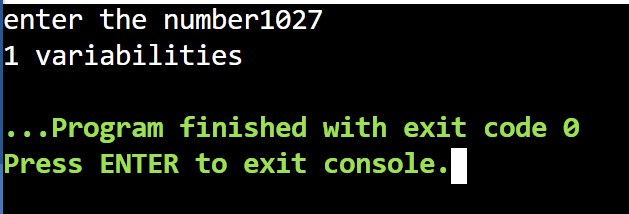 enter the number1027
1 variabilities
...Program finished with exit code 0
Press ENTER to exit console.